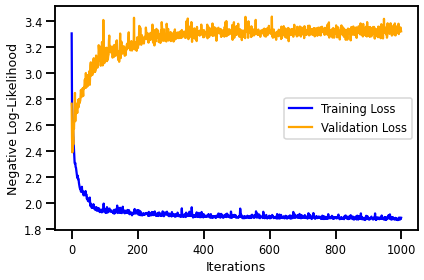 Negative Log-Likelihood
3.4
3.2
3.0
2.8
2.6
2.4
2.2
2.0
1.8
Training Loss
Validation Loss
0 200 400 600 800 1000
Iterations